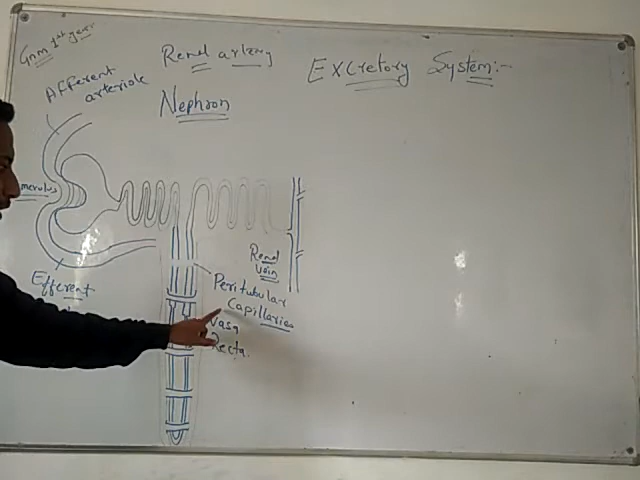 Gnm 1st year
Renal artery
Excretory System:-
Afferent
arteriole
Nephron
merulus
Renal
Vein
Efferent
Peritubular
Capillaries
Vasa
Recta.